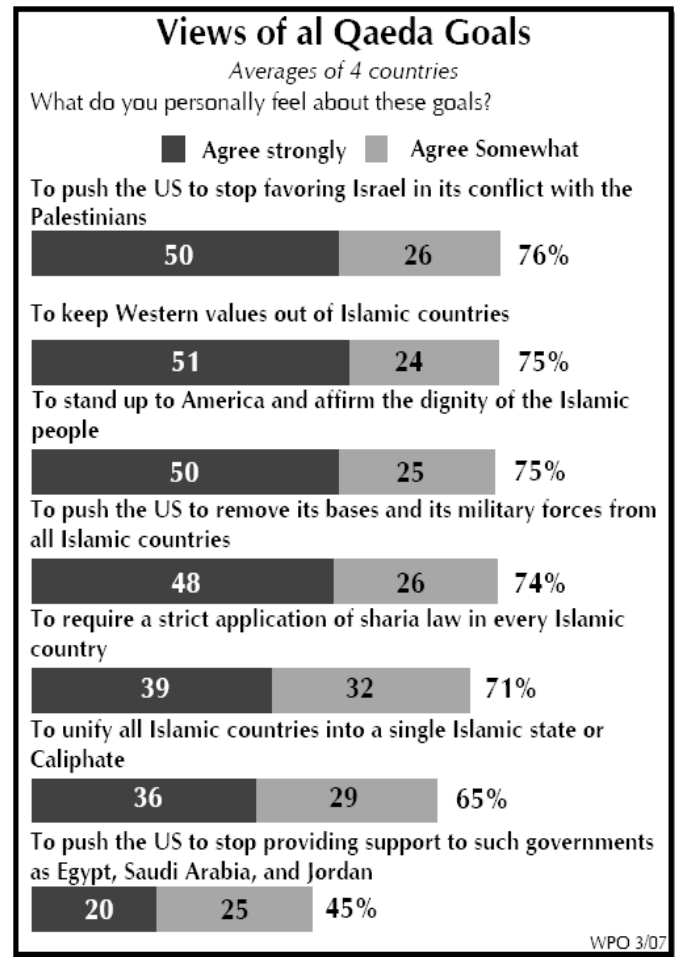 Views of al Qaeda Goals
Averages of 4 countries
What do you personally feel about these goals?
Agree strongly Agree Somewhat
To push the US to stop favoring Israel in its conflict with the
Palestinians
50 26 76%
To keep Western values out of Islamic countries
51 24 75%
To stand up to America and affirm the dignity of the Islamic
people
50 25 75%
To push the US to remove its bases and its military forces from
all Islamic countries
48 26 74%
To require a strict application of sharia law in every Islamic
country
39 32 71%
To unify all Islamic countries into a single Islamic state or
Caliphate
36 29 65%
To push the US to stop providing support to such governments
as Egypt, Saudi Arabia, and Jordan
20 25 45%
WPO 3/07